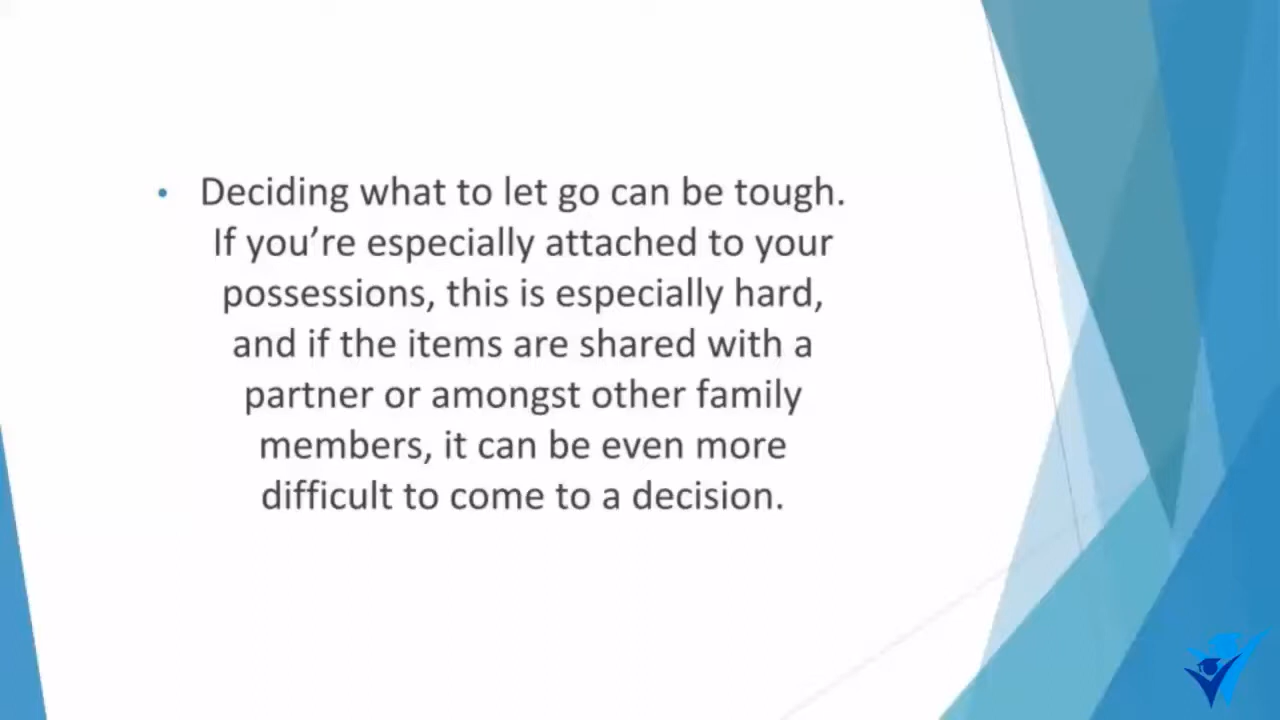 • Deciding what to let go can be tough.
If you’re especially attached to your
possessions, this is especially hard,
and if the items are shared with a
partner or amongst other family
members, it can be even more
difficult to come to a decision.